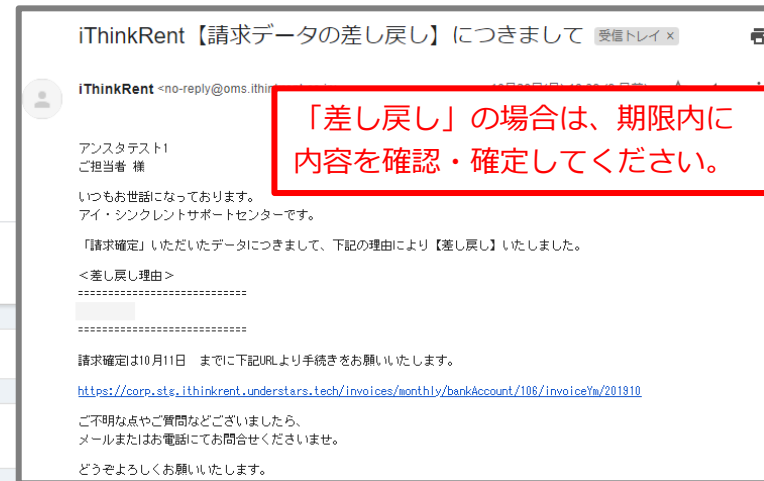 iThinkRent【請求データの差し戻し】につきまして 受信トレイ ×
iThinkRent <no-reply@oms.ithin
「差し戻し」の場合は、期限内に
内容を確認・確定してください。
アンスタテスト1
ご担当者 様
いつもお世話になっております。
アイ・シンクレントサポートセンターです。
「請求確定」いただいたデータにつきまして、下記の理由により【差し戻し】いたしました。
<差し戻し理由>
============================
============================
請求確定は10月11日 までに下記URLより手続きをお願いいたします。
https://corp.stg.ithinkrent.understars.tech/invoices/monthly/bankAccount/106/invoiceYm/201910
ご不明な点やご質問などございましたら、
メールまたはお電話にてお問合せくださいませ。
どうぞよろしくお願いいたします。